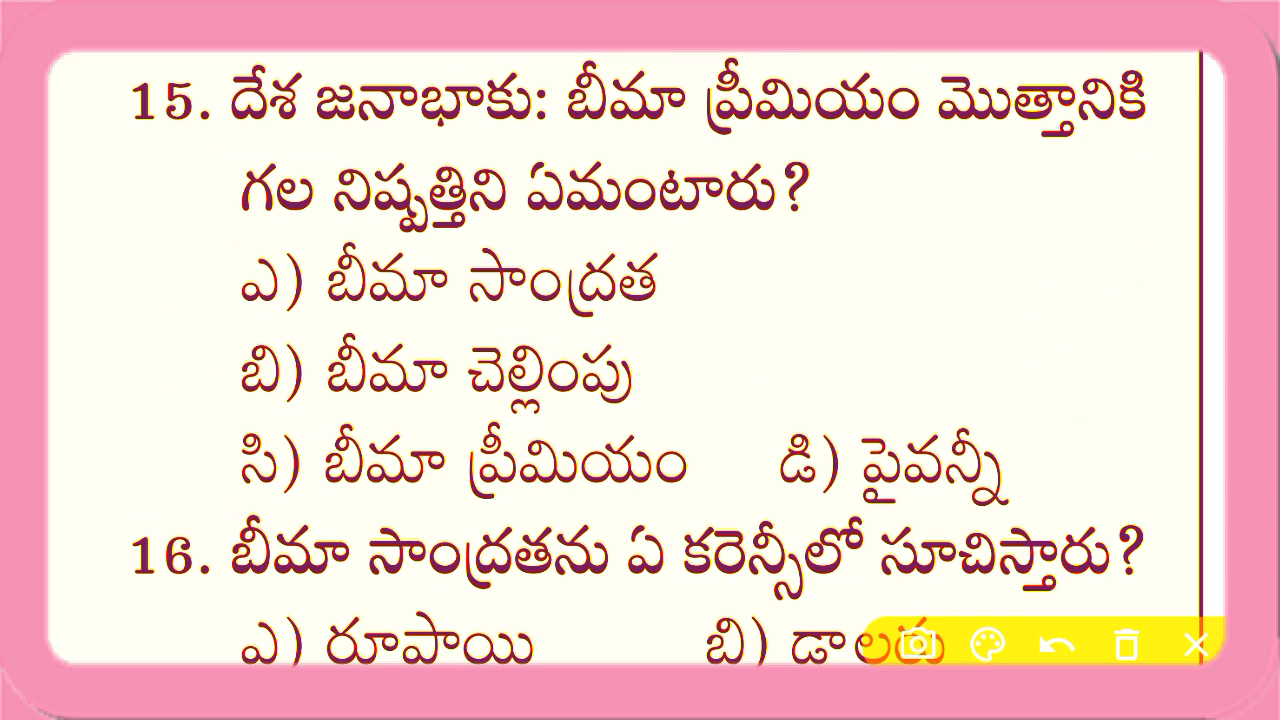 15. దేశ జనాభాకు: బీమా ప్రీమియం మొత్తానికి
గల నిష్పత్తిని ఏమంటారు?
ఎ) బీమా సాంద్రత
బి) బీమా చెల్లింపు
సి) బీమా ప్రీమియం డి) పైవన్నీ
16. బీమా సాంద్రతను ఏ కరెన్సీలో సూచిస్తారు?
ఎ) రూపాయి బి)